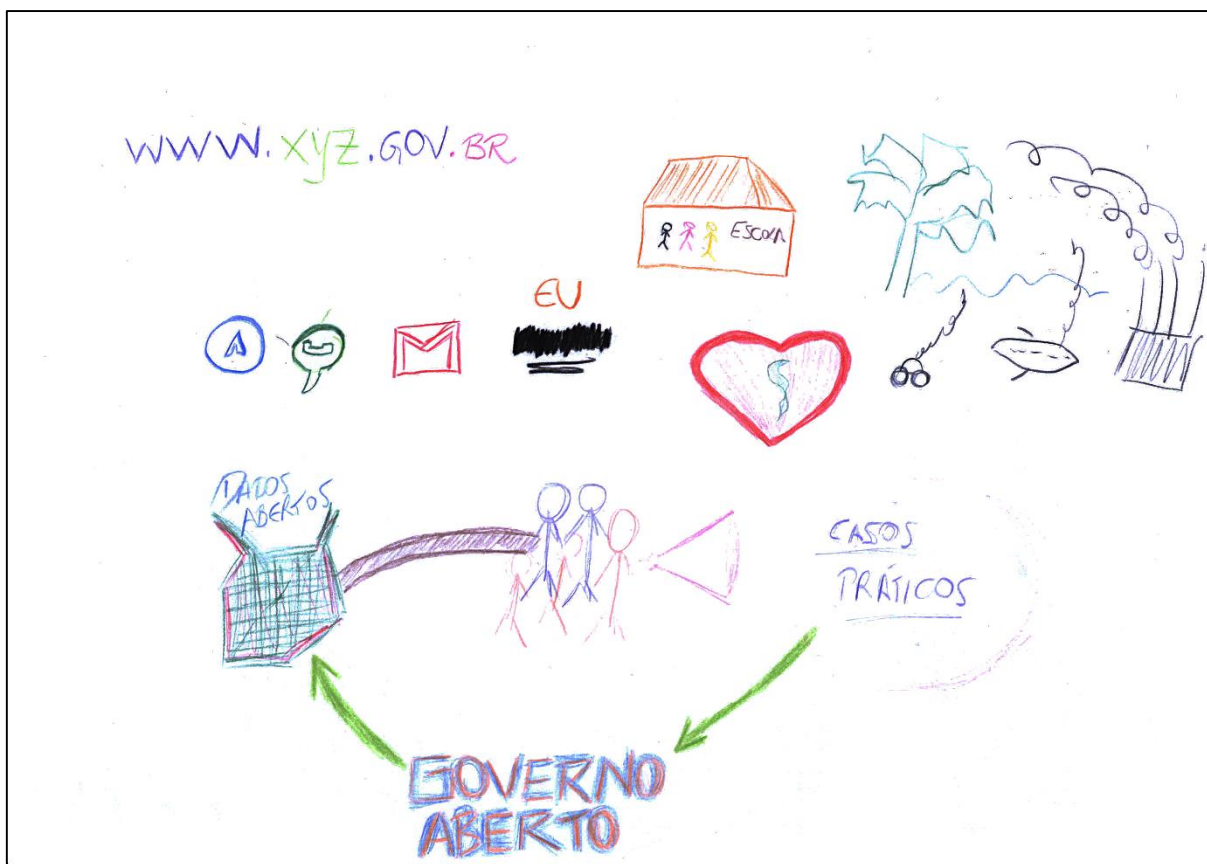 www.xyz.GOV.BR
ESCOLA
EU
DADOS
ABERTOS
CASOS
PRÁTICOS
GOVERNO
ABERTO